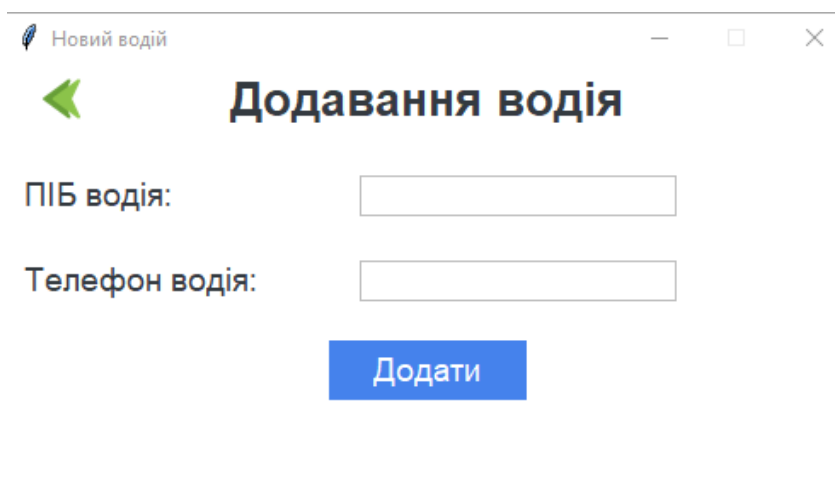 Новий водій
Додавання водія
ПІБ водія:
Телефон водія:
Додати